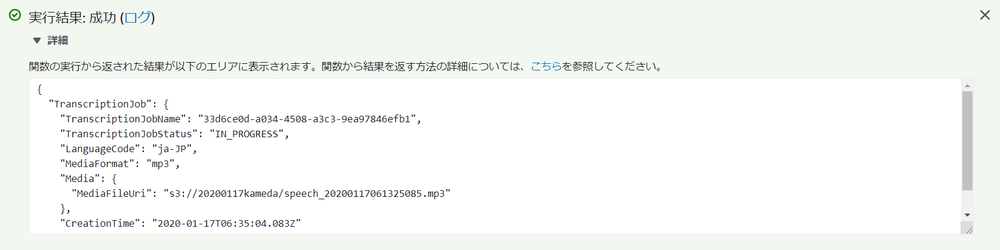 実行結果: 成功 (ログ)
詳細
関数の実行から返された結果が以下のエリアに表示されます。関数から結果を返す方法の詳細については、こちらを参照してください。
{
  "TranscriptionJob": {
    "TranscriptionJobName": "33d6ce0d-a034-4508-a3c3-9ea97846efb1",
    "TranscriptionJobStatus": "IN_PROGRESS",
    "LanguageCode": "ja-JP",
    "MediaFormat": "mp3",
    "Media": {
      "MediaFileUri": "s3://20200117kameda/speech_20200117061325085.mp3"
    },
    "CreationTime": "2020-01-17T06:35:04.083Z"